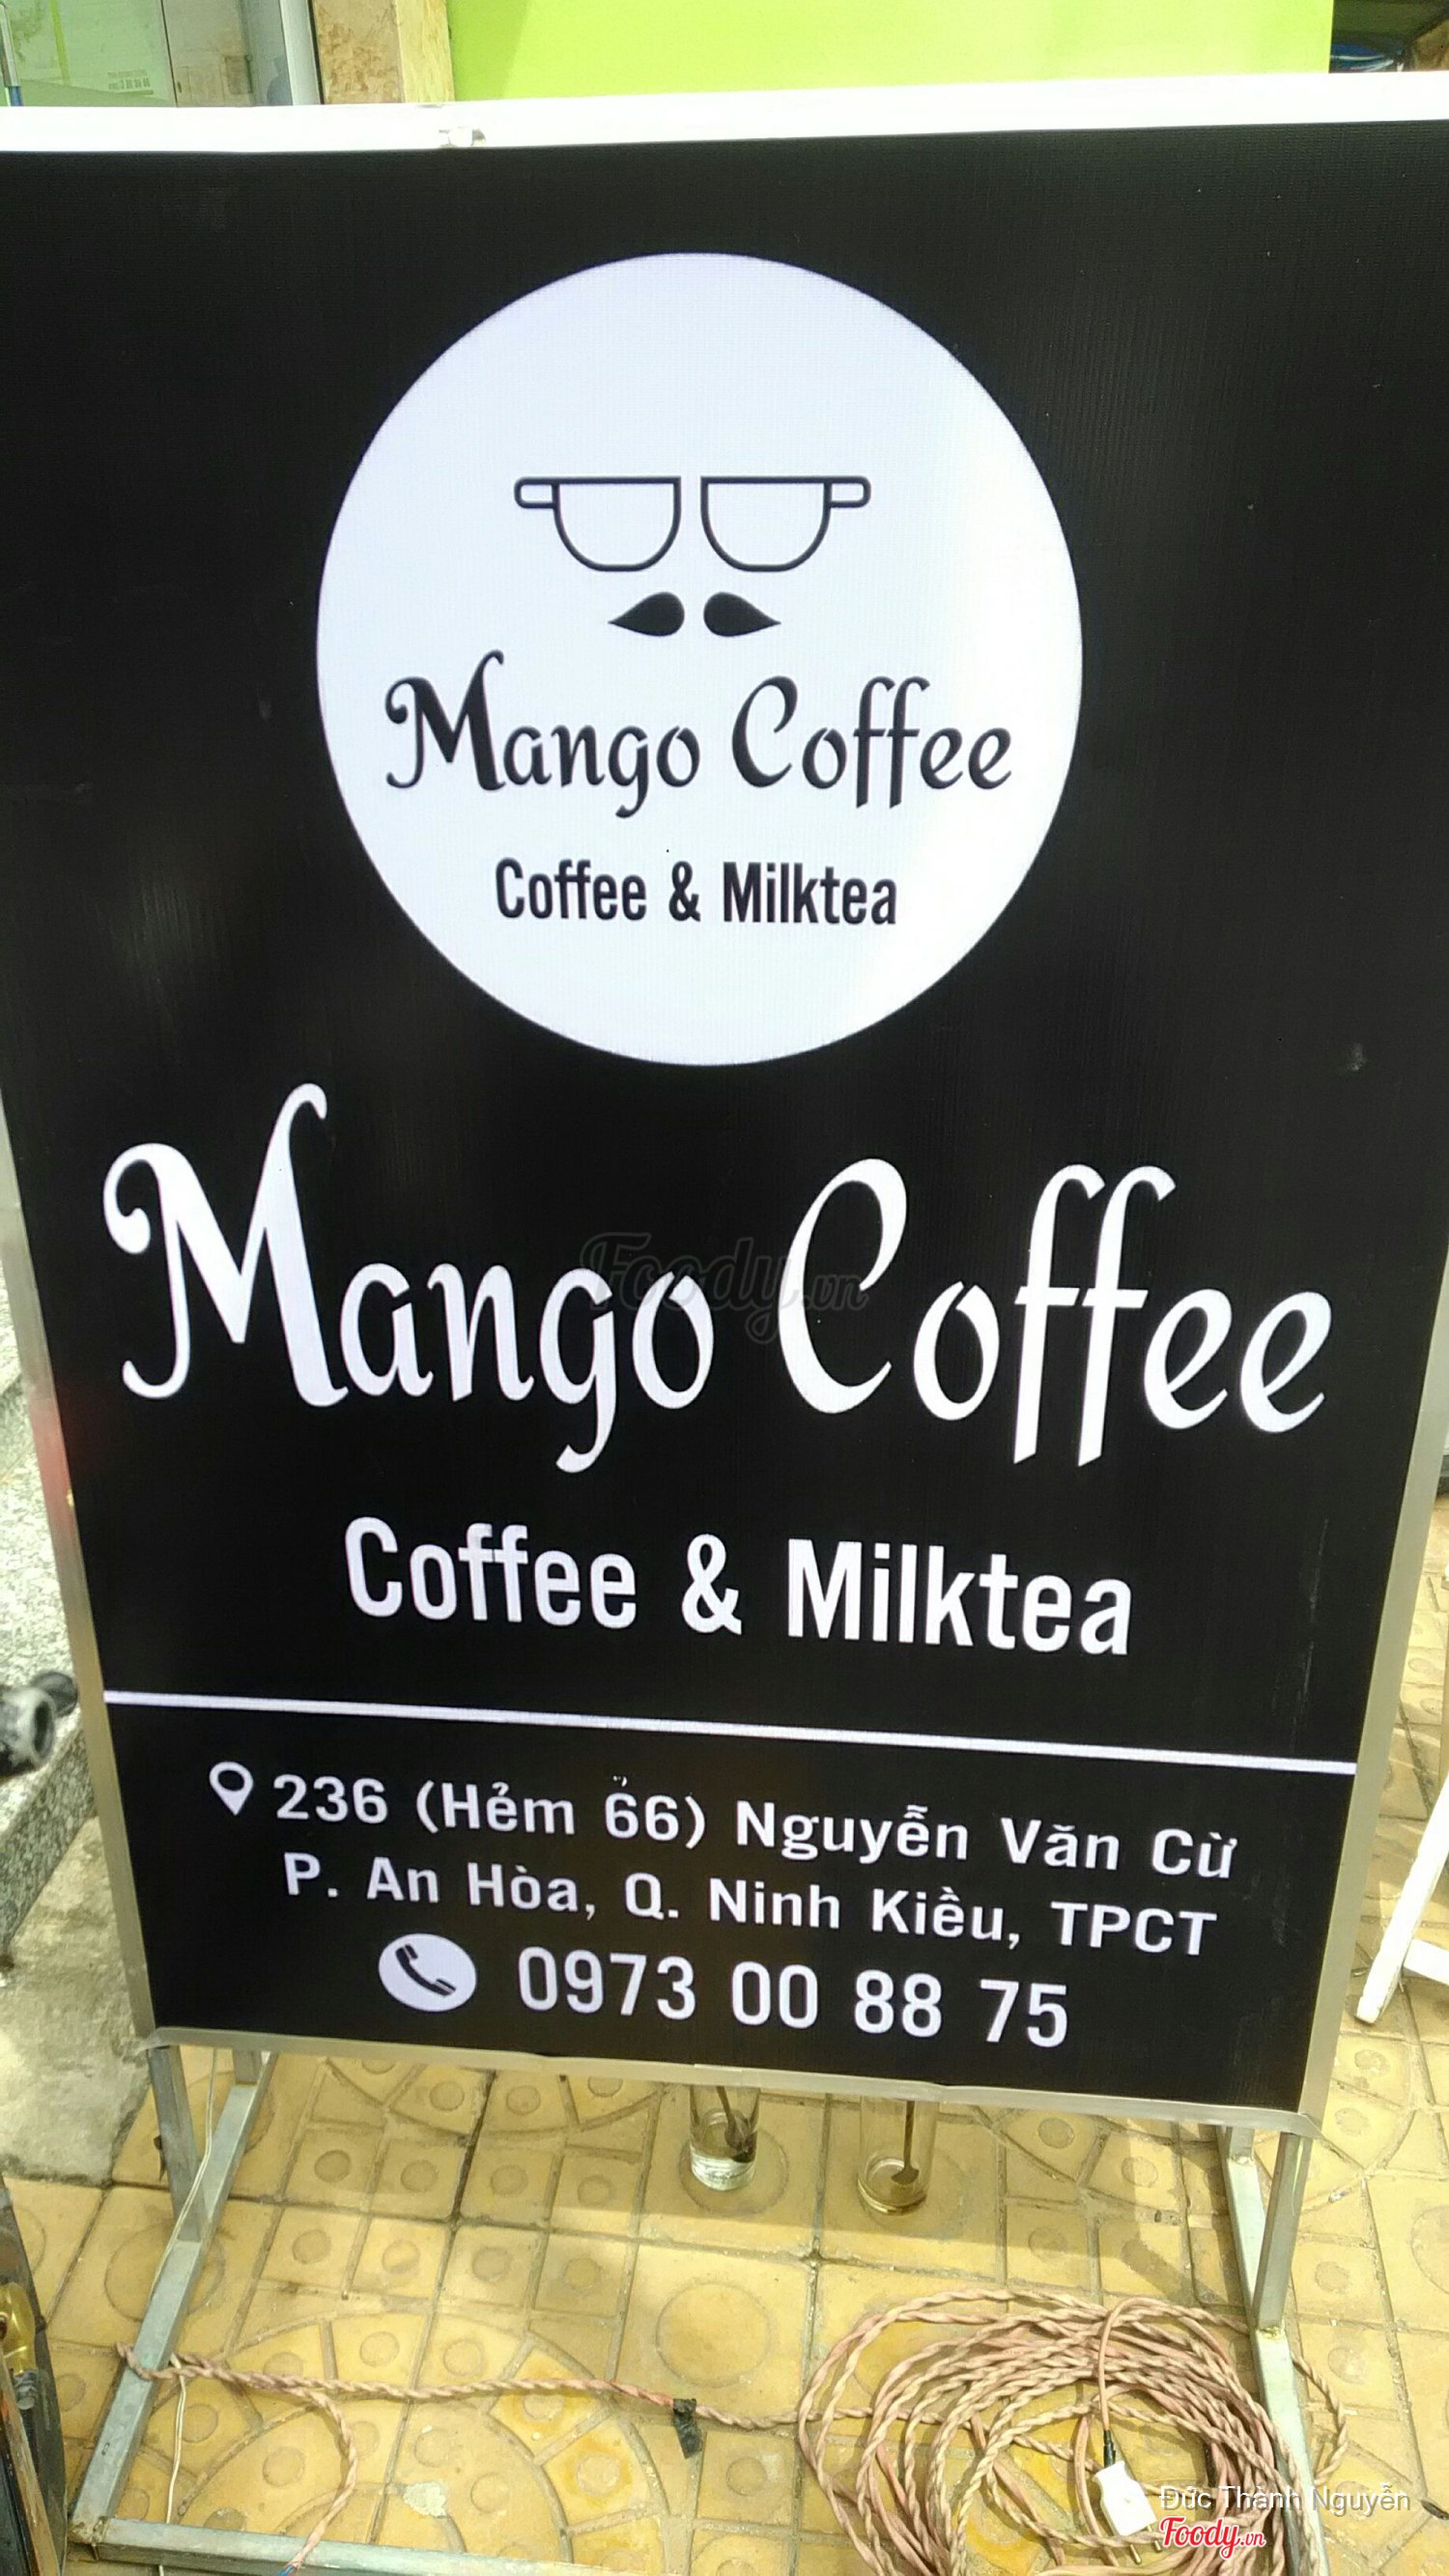 Mango Coffee
Coffee & Milktea
Mango Coffee
Foody.vn
Coffee & Milktea
236 (Hẻm 66) Nguyễn Văn Cừ
P. An Hòa, Q. Ninh Kiều, TPCT
0973 00 88 75
Đức Thành Nguyễn
Foody.vn